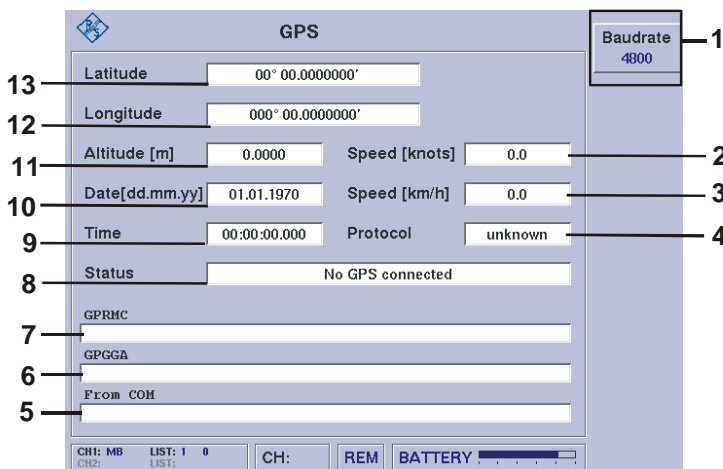 GPS
Baudrate
4800
1
13
Latitude
00° 00.0000000'
12
Longitude
000° 00.0000000'
11
Altitude [m]
0.0000
Speed [knots]
0.0
2
10
Date[dd.mm.yy]
01.01.1970
Speed [km/h]
0.0
3
9
Time
00:00:00.000
Protocol
unknown
4
8
Status
No GPS connected
GPRMC
7
GPGGA
6
From COM
5
CH1: MB LIST: 1 0
CH2: LIST:
CH:
REM
BATTERY